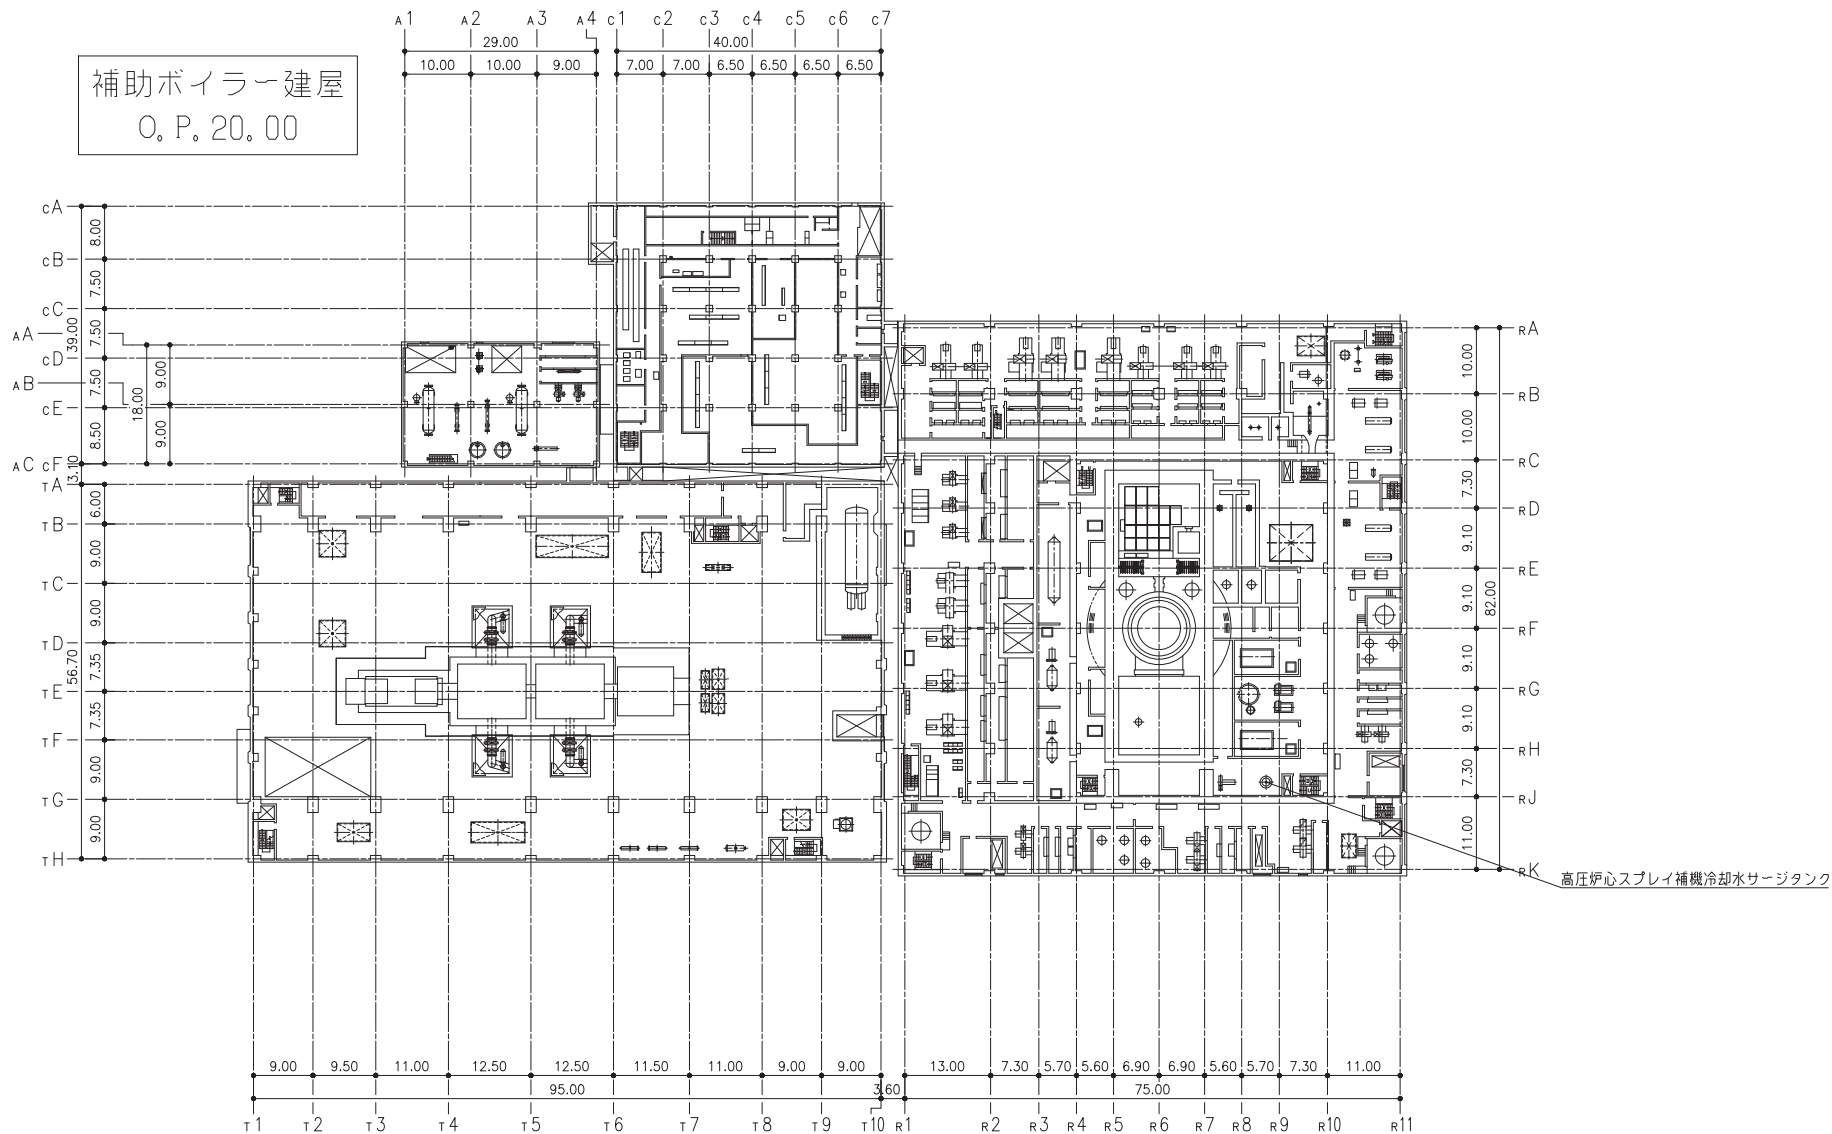 A1 A2 A3 A4 C1 C2 C3 C4 C5 C6 C7
29.00 40.00
10.00 10.00 9.00 7.00 7.00 6.50 6.50 6.50 6.50
補助ボイラー建屋
O.P.20.00
CA
8.00
CB
7.50
CC
AA
39.00
7.50
CD
AB
7.50
CE
8.50
AC CF
18.00
9.00
9.00
3.10
TA
6.00
TB
9.00
TC
9.00
TD
56.70
7.35
TE
7.35
TF
9.00
TG
9.00
TH
RA
10.00
RB
10.00
RC
7.30
RD
9.10
RE
82.00
9.10
RF
9.10
RG
9.10
RH
7.30
RJ
11.00
RK
高圧炉心スプレイ補機冷却水サージタンク
9.00 9.50 11.00 12.50 12.50 11.50 11.00 9.00 9.00 13.00 7.30 5.70 5.60 6.90 6.90 5.60 5.70 7.30 11.00
95.00 3.60 75.00
T1 T2 T3 T4 T5 T6 T7 T8 T9 T10 R1 R2 R3 R4 R5 R6 R7 R8 R9 R10 R11